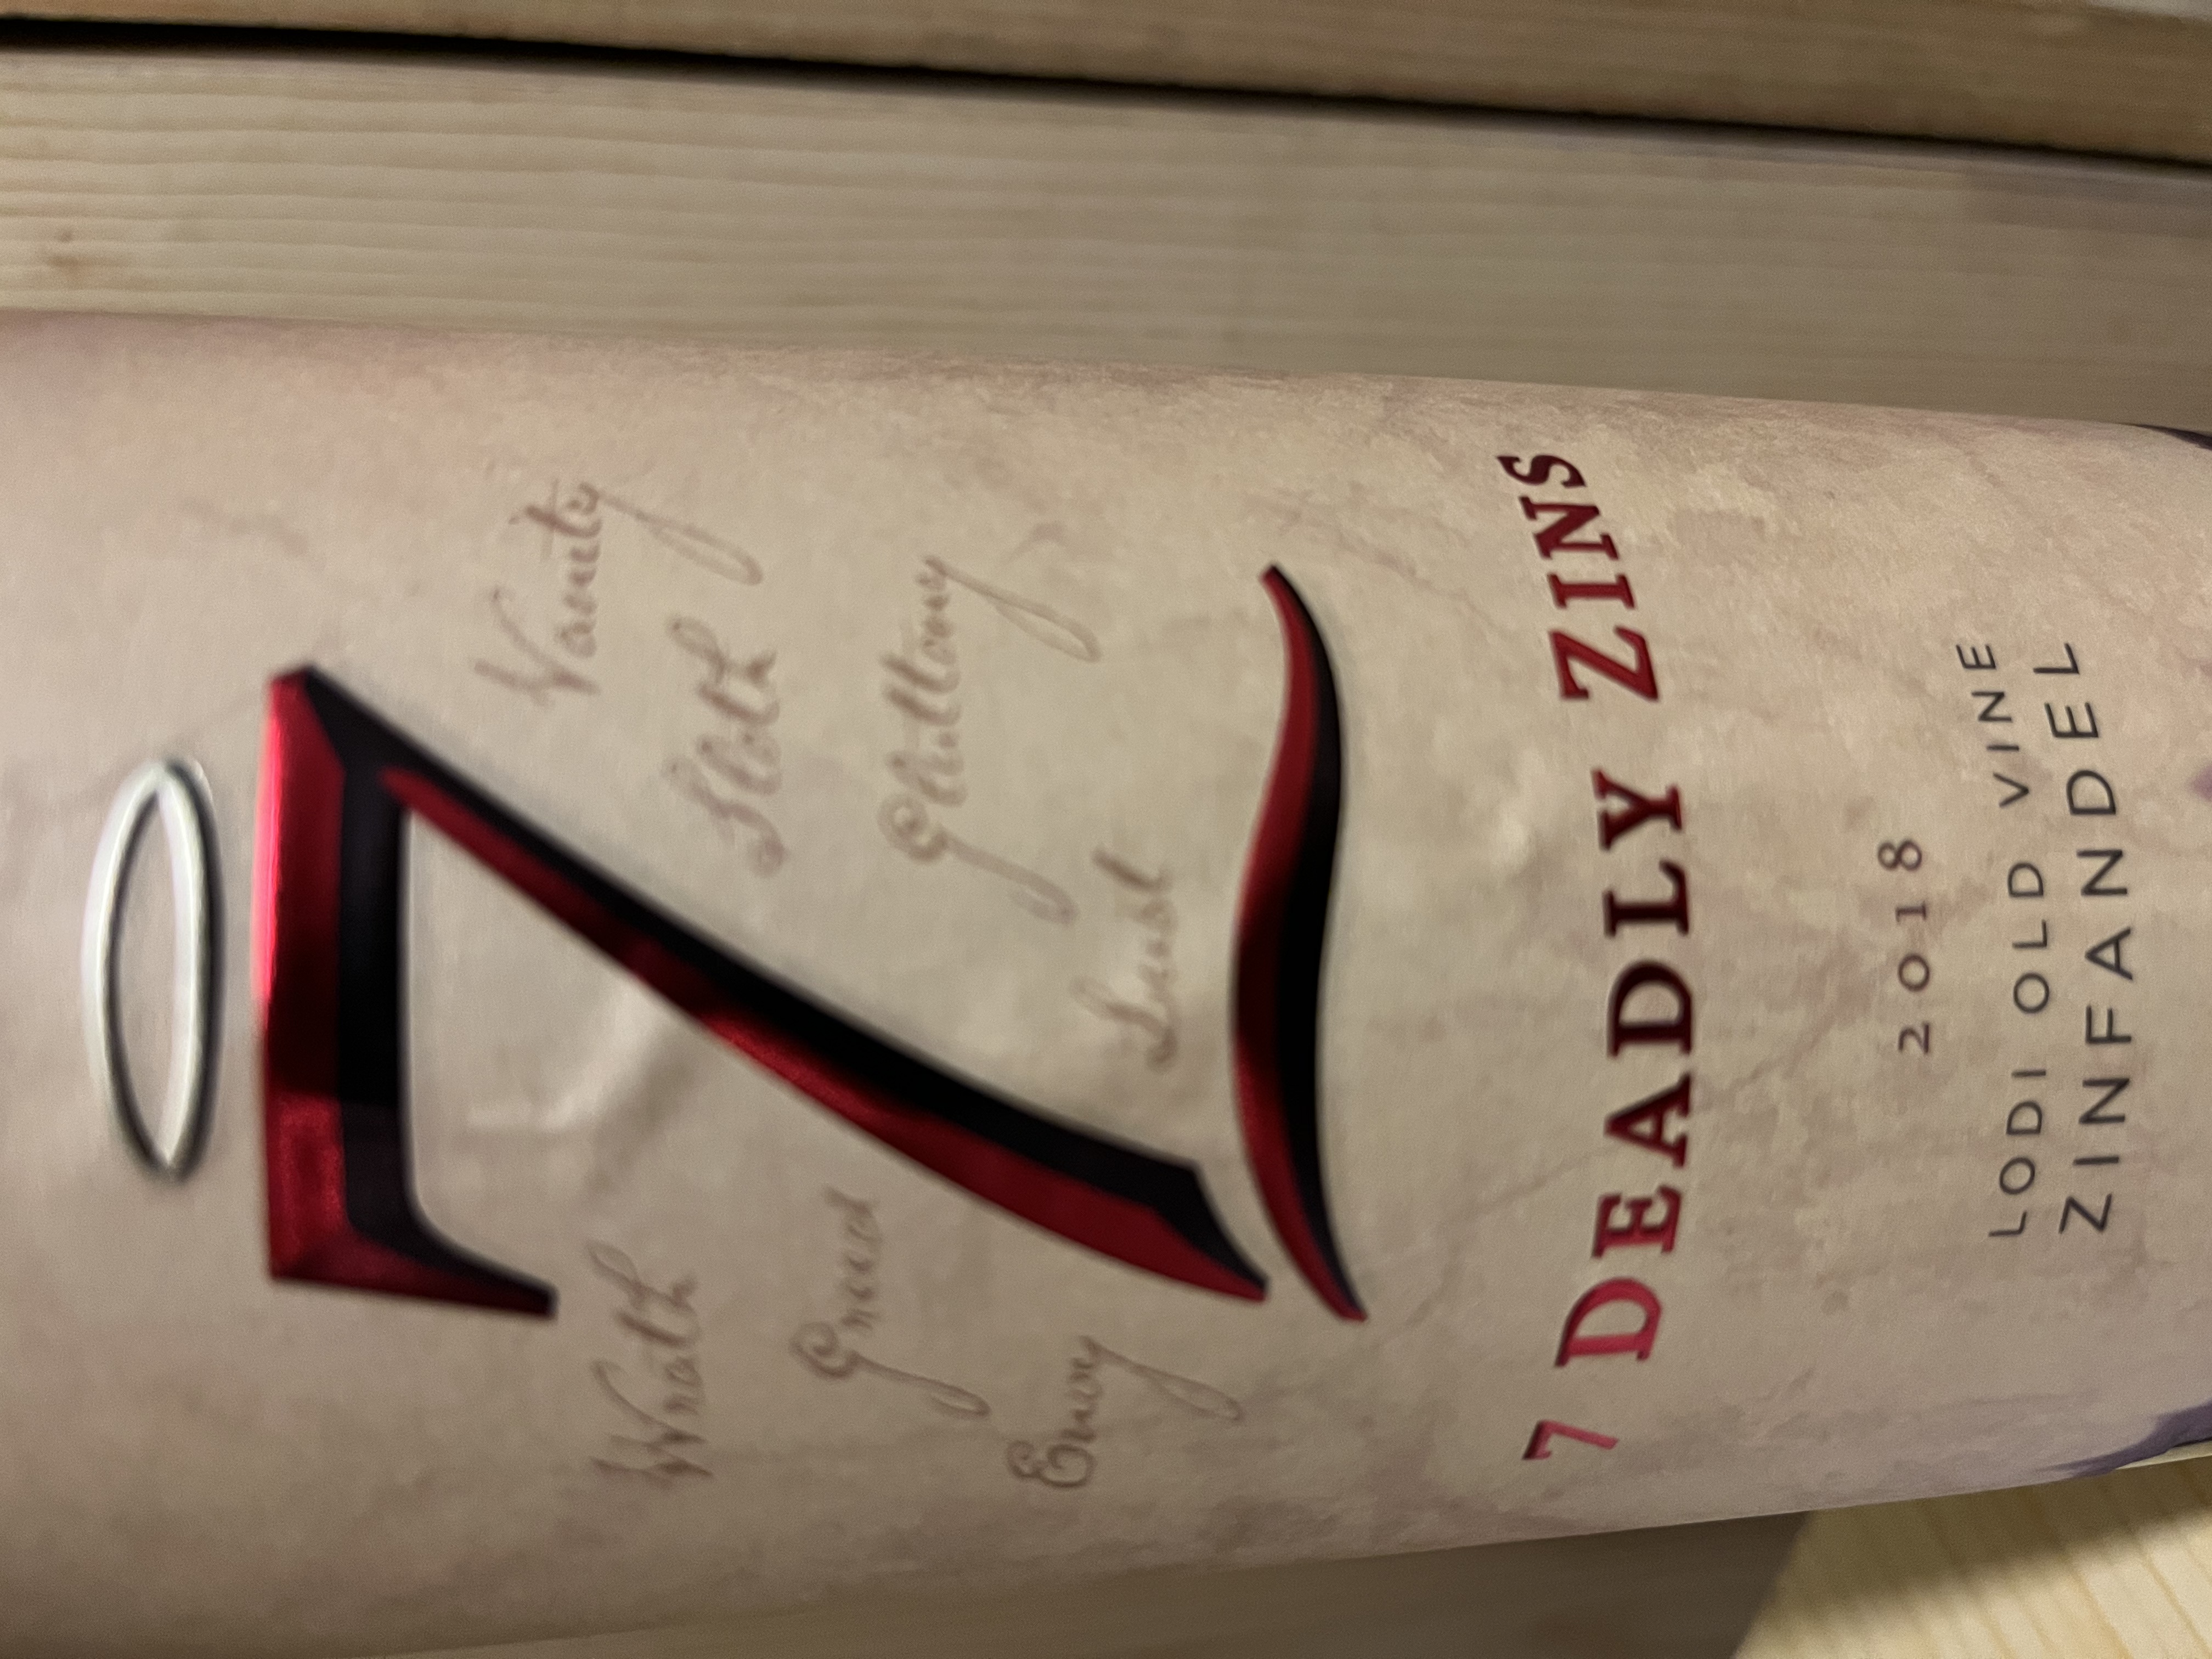 7
Vanity
Wrath
Sloth
Greed
Gluttony
Envy
Lust
7 DEADLY ZINS
2018
LODI OLD VINE
ZINFANDEL